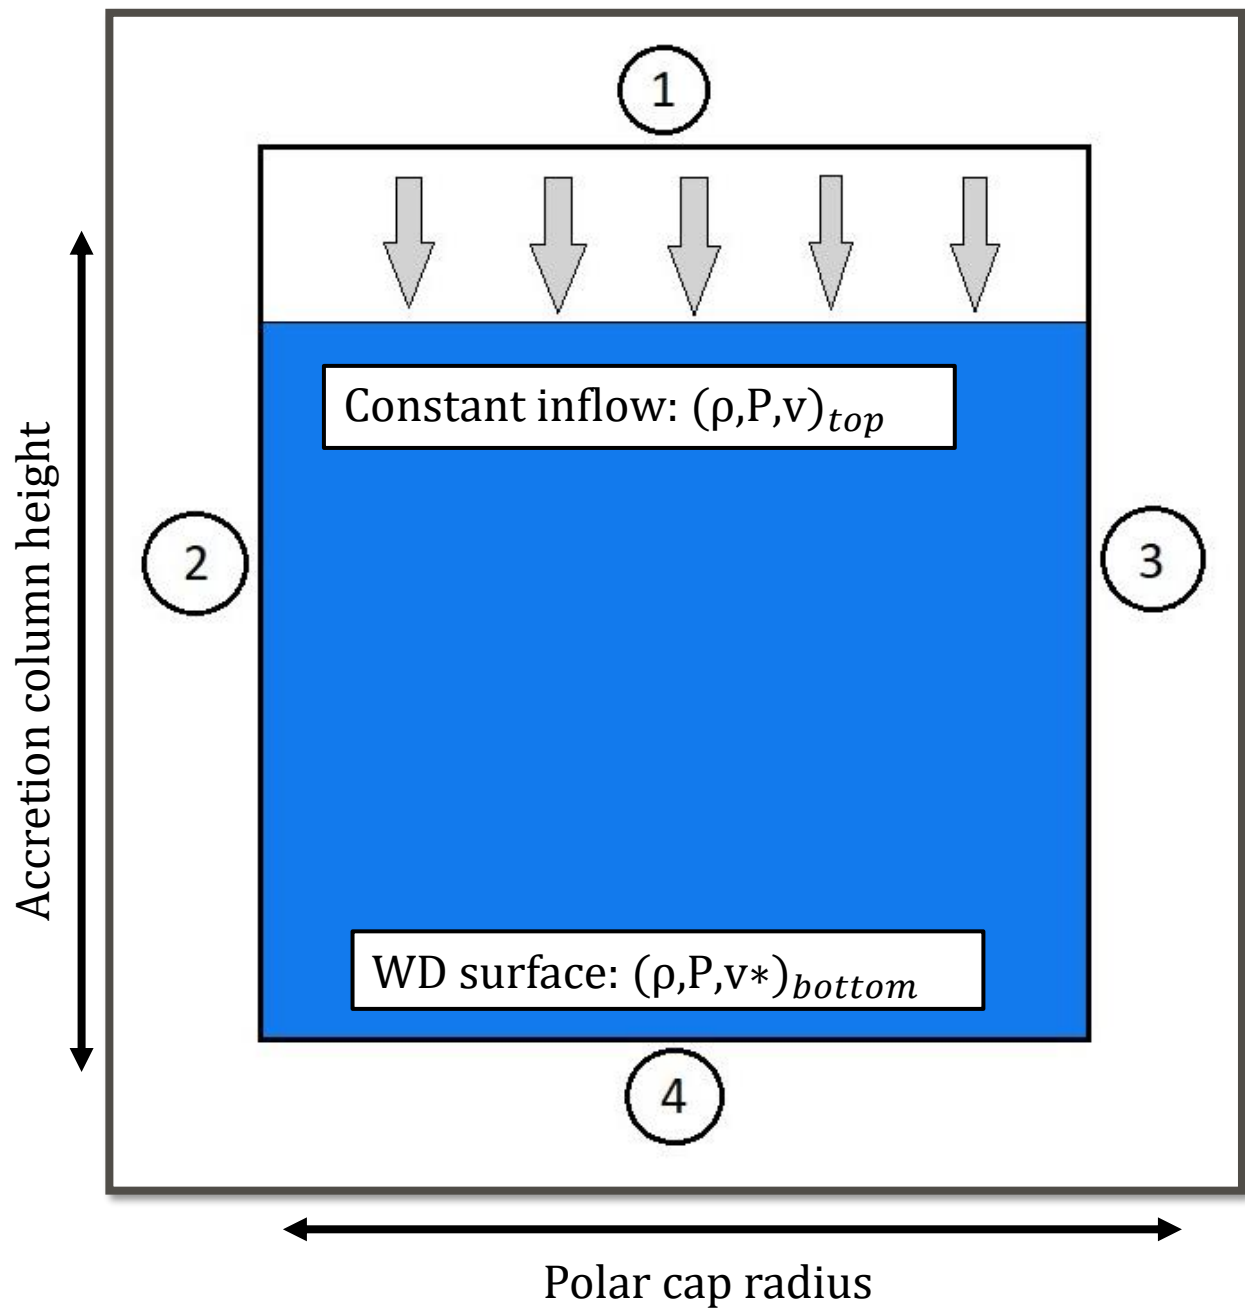 1
Constant inflow: (ρ,P,v)top
2
3
Accretion column height
WD surface: (ρ,P,v*)bottom
4
Polar cap radius